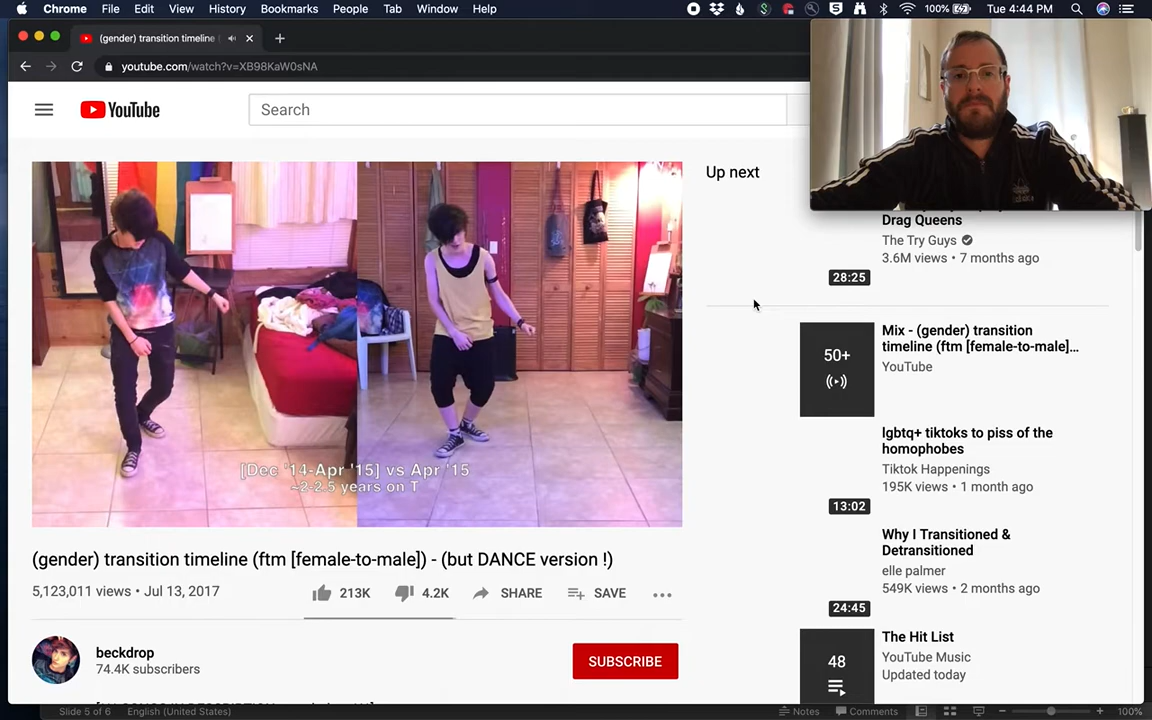 Chrome File Edit View History Bookmarks People Tab Window Help 100% Tue 4:44 PM
(gender) transition timeline
youtube.com/watch?v=XB98KaW0sNA
YouTube
Search
Up next
Drag Queens
The Try Guys
3.6M views • 7 months ago
28:25
50+
Mix - (gender) transition
timeline (ftm [female-to-male]...
YouTube
lgbtq+ tiktoks to piss of the
homophobes
Tiktok Happenings
195K views • 1 month ago
13:02
Why I Transitioned &
Detransitioned
elle palmer
549K views • 2 months ago
24:45
48
The Hit List
YouTube Music
Updated today
[Dec '14-Apr '15] vs Apr '15
~2-2.5 years on T
(gender) transition timeline (ftm [female-to-male]) - (but DANCE version !)
5,123,011 views • Jul 13, 2017
213K 4.2K SHARE SAVE
beckdrop
74.4K subscribers
SUBSCRIBE
Slide 5 of 6 English (United States) Notes Comments 100%